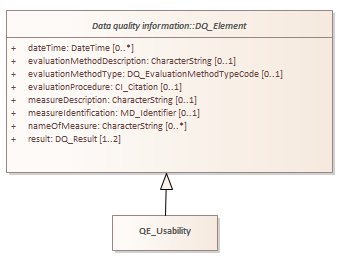 Data quality information::DQ_Element
+ dateTime: DateTime [0..*]
+ evaluationMethodDescription: CharacterString [0..1]
+ evaluationMethodType: DQ_EvaluationMethodTypeCode [0..1]
+ evaluationProcedure: CI_Citation [0..1]
+ measureDescription: CharacterString [0..1]
+ measureIdentification: MD_Identifier [0..1]
+ nameOfMeasure: CharacterString [0..*]
+ result: DQ_Result [1..2]
QE_Usability